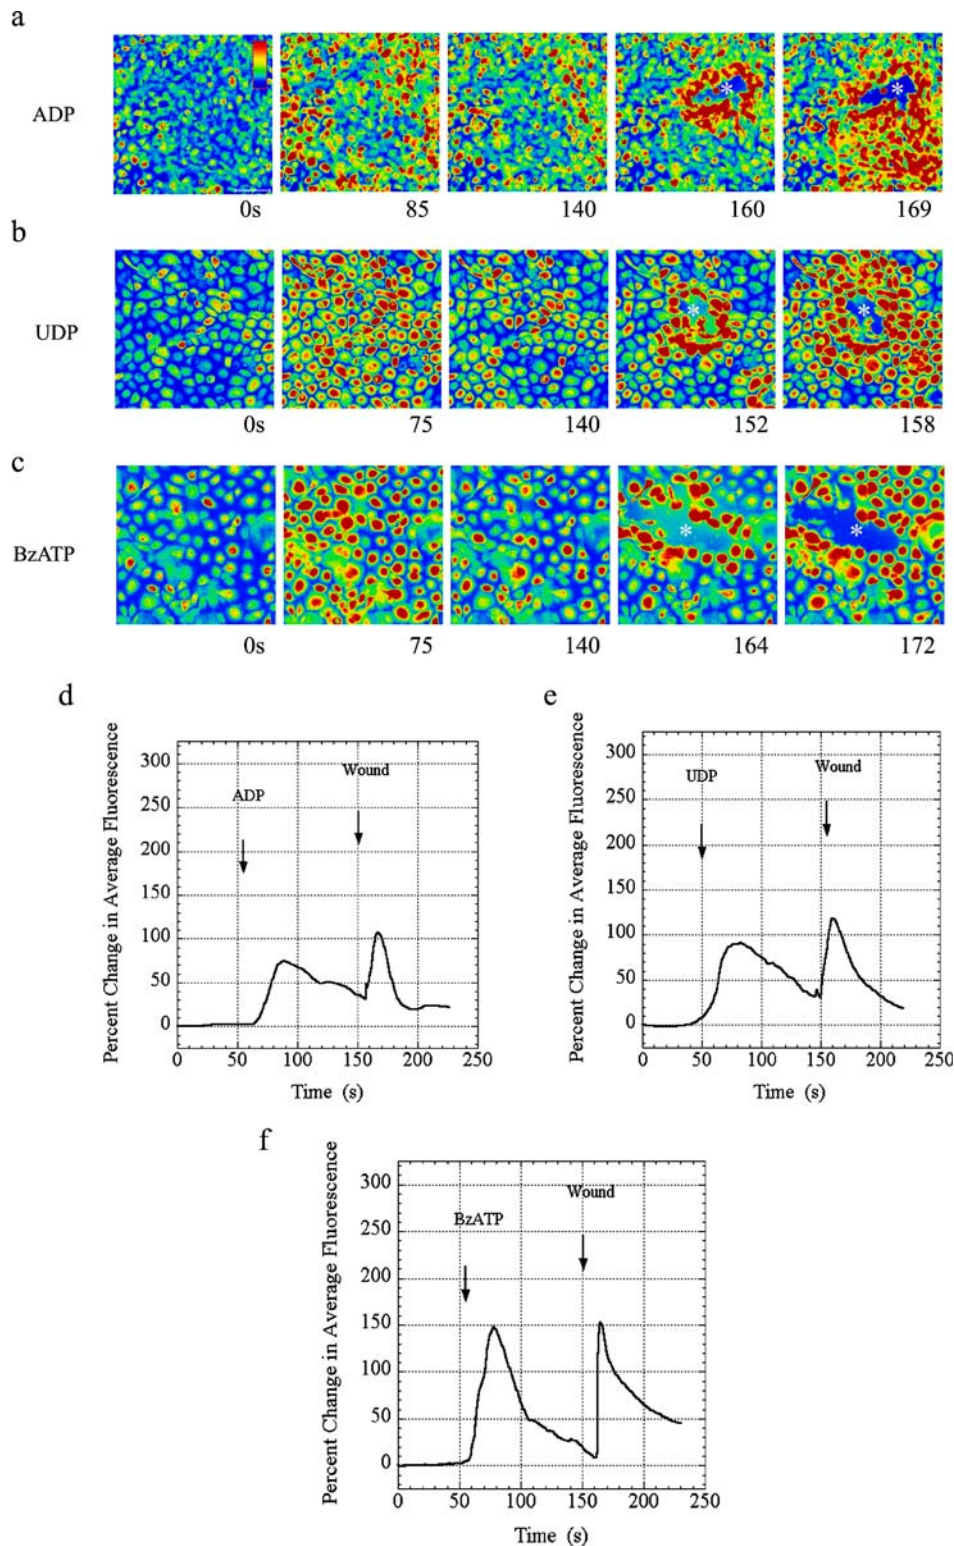 a
ADP
0s 85 140 160 169
b
UDP
0s 75 140 152 158
c
BzATP
0s 75 140 164 172
d
Percent Change in Average Fluorescence
300
250
200
150
100
50
0
ADP
Wound
0 50 100 150 200 250
Time (s)
e
Percent Change in Average Fluorescence
300
250
200
150
100
50
0
UDP
Wound
0 50 100 150 200 250
Time (s)
f
Percent Change in Average Fluorescence
300
250
200
150
100
50
0
BzATP
Wound
0 50 100 150 200 250
Time (s)